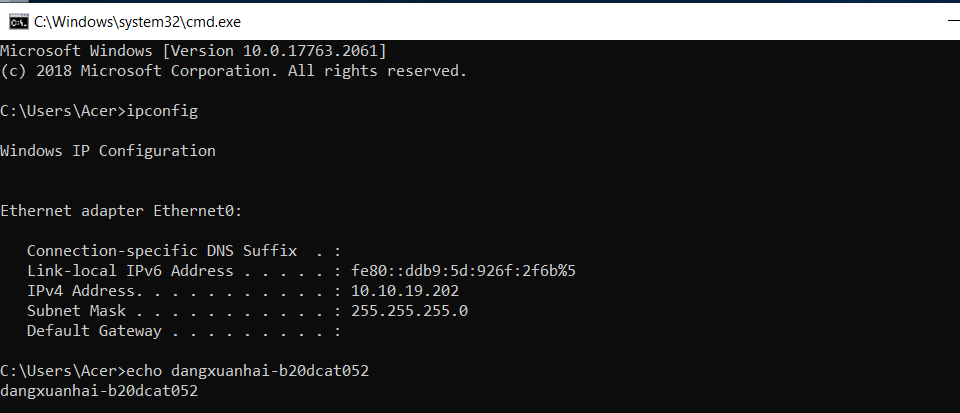 C:\Windows\system32\cmd.exe
Microsoft Windows [Version 10.0.17763.2061]
(c) 2018 Microsoft Corporation. All rights reserved.
C:\Users\Acer>ipconfig
Windows IP Configuration
Ethernet adapter Ethernet0:
   Connection-specific DNS Suffix  . :
   Link-local IPv6 Address . . . . . : fe80::ddb9:5d:926f:2f6b%5
   IPv4 Address. . . . . . . . . . . : 10.10.19.202
   Subnet Mask . . . . . . . . . . . : 255.255.255.0
   Default Gateway . . . . . . . . . :
C:\Users\Acer>echo dangxuanhai-b20dcat052
dangxuanhai-b20dcat052